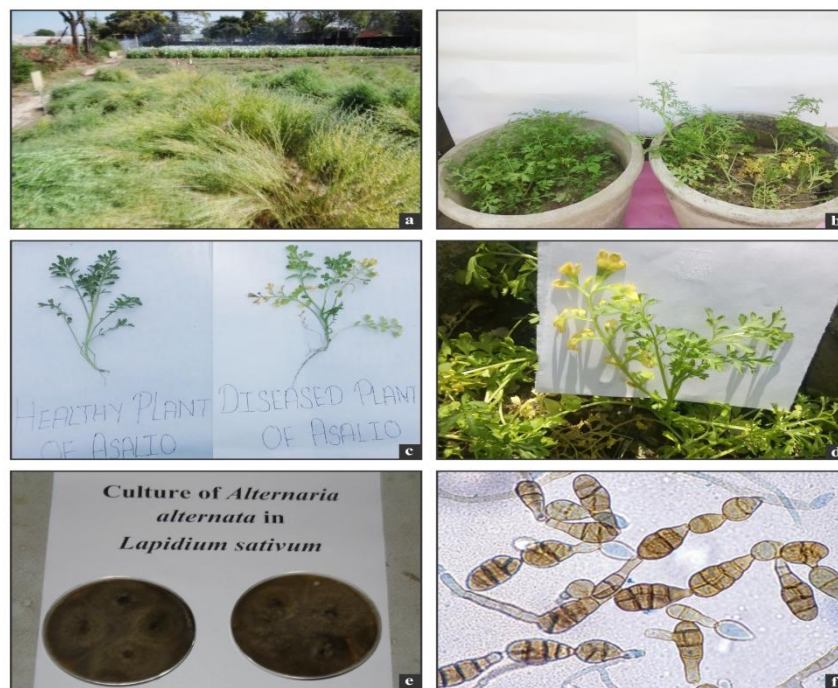 a
b
HEALTHY PLANT
OF ASALIO
DISEASED PLANT
OF ASALIO
c
d
Culture of Alternaria
alternata in
Lapidium sativum
e
f